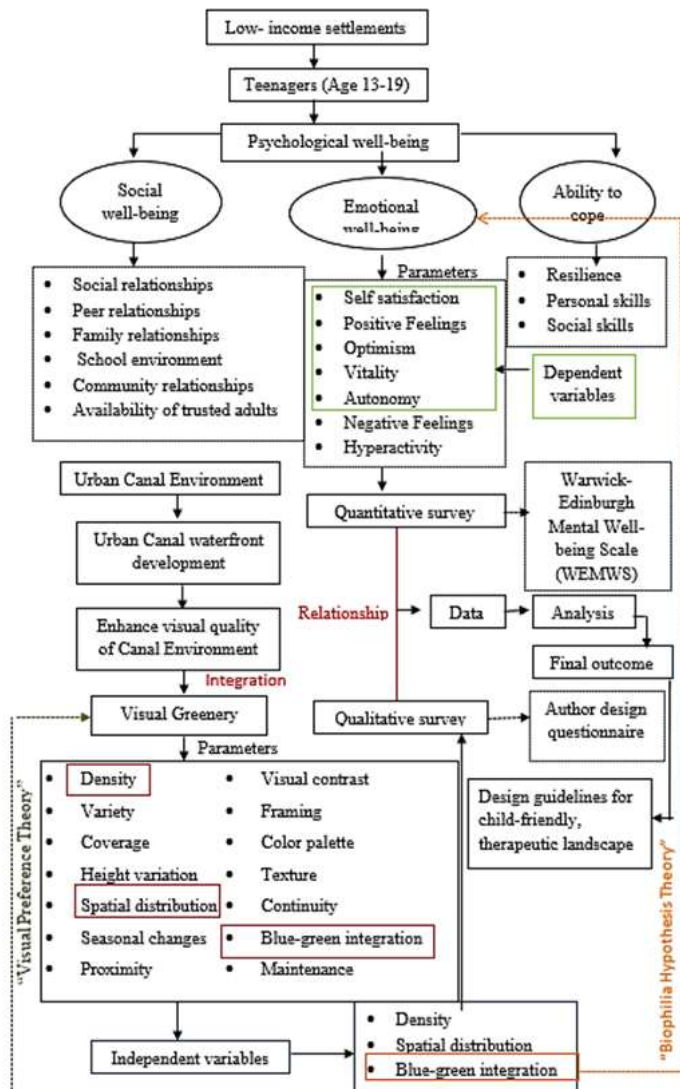 Low- income settlements
Teenagers (Age 13-19)
Psychological well-being
Social
well-being
Emotional
well-being
Ability to
cope
Social relationships
Peer relationships
Family relationships
School environment
Community relationships
Availability of trusted adults
Parameters
Self satisfaction
Positive Feelings
Optimism
Vitality
Autonomy
Negative Feelings
Hyperactivity
Resilience
Personal skills
Social skills
Dependent
variables
Urban Canal Environment
Urban Canal waterfront
development
Enhance visual quality
of Canal Environment
Integration
Visual Greenery
Quantitative survey
Warwick-
Edinburgh
Mental Well-
being Scale
(WEMWS)
Relationship
Data
Analysis
Final outcome
Qualitative survey
Author design
questionnaire
Design guidelines for
child-friendly,
therapeutic landscape
Parameters
Density
Variety
Coverage
Height variation
Spatial distribution
Seasonal changes
Proximity
Visual contrast
Framing
Color palette
Texture
Continuity
Blue-green integration
Maintenance
Independent variables
Density
Spatial distribution
Blue-green integration
“Visual Preference Theory”
“Biophilia Hypothesis Theory”